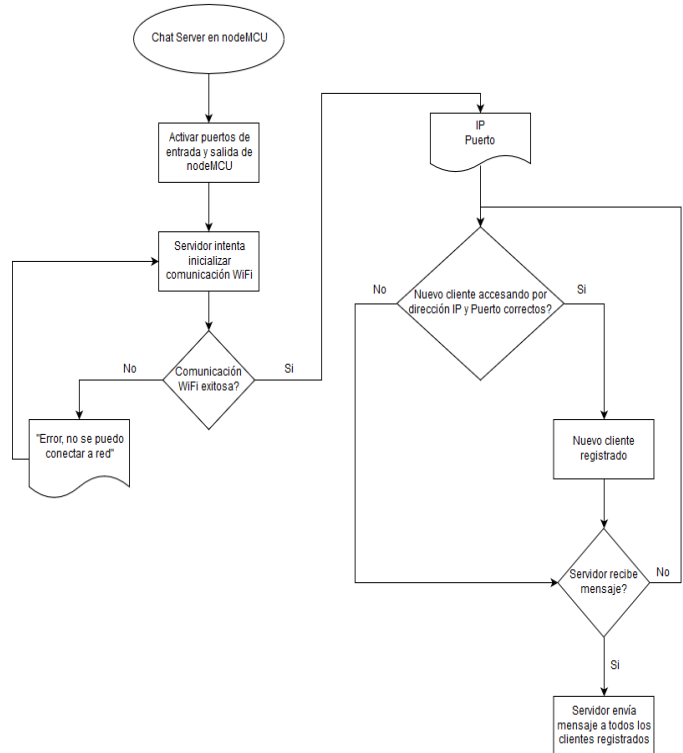 Chat Server en nodeMCU
Activar puertos de
entrada y salida de
nodeMCU
Servidor intenta
inicializar
comunicación WiFi
Comunicación
WiFi exitosa?
No
Si
"Error, no se puedo
conectar a red"
IP
Puerto
Nuevo cliente accesando por
dirección IP y Puerto correctos?
No
Si
Nuevo cliente
registrado
Servidor recibe
mensaje?
No
Si
Servidor envía
mensaje a todos los
clientes registrados